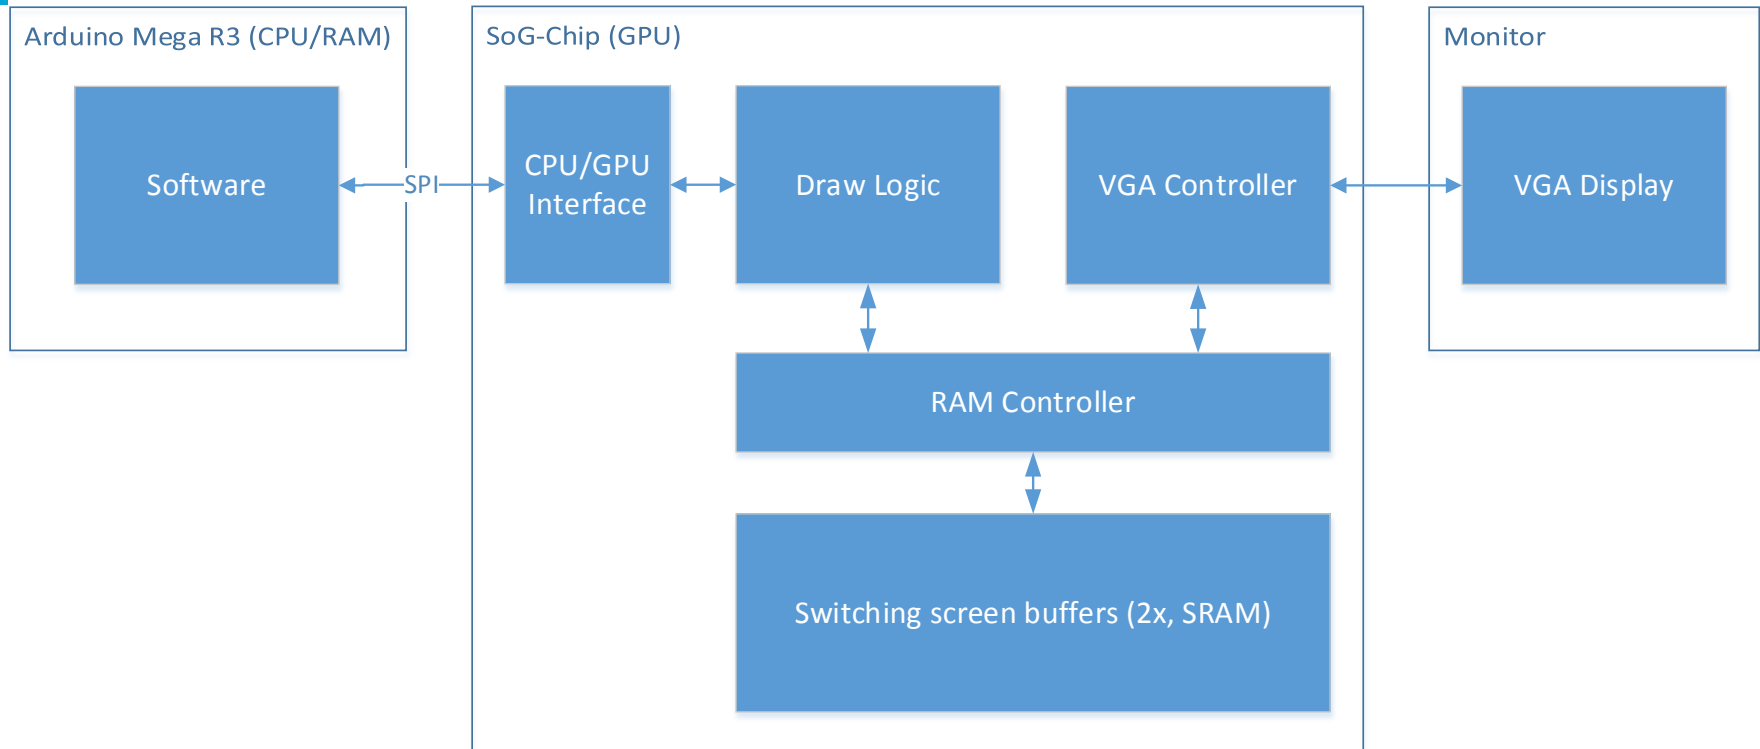 Arduino Mega R3 (CPU/RAM)
SoG-Chip (GPU)
Monitor
Software
SPI
CPU/GPU
Interface
Draw Logic
VGA Controller
VGA Display
RAM Controller
Switching screen buffers (2x, SRAM)